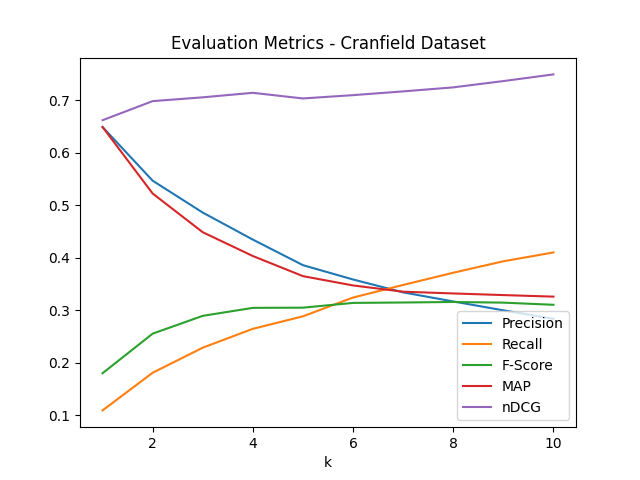 Evaluation Metrics - Cranfield Dataset
0.7
0.6
0.5
0.4
0.3
0.2
0.1
Precision
Recall
F-Score
MAP
nDCG
2 4 6 8 10
k